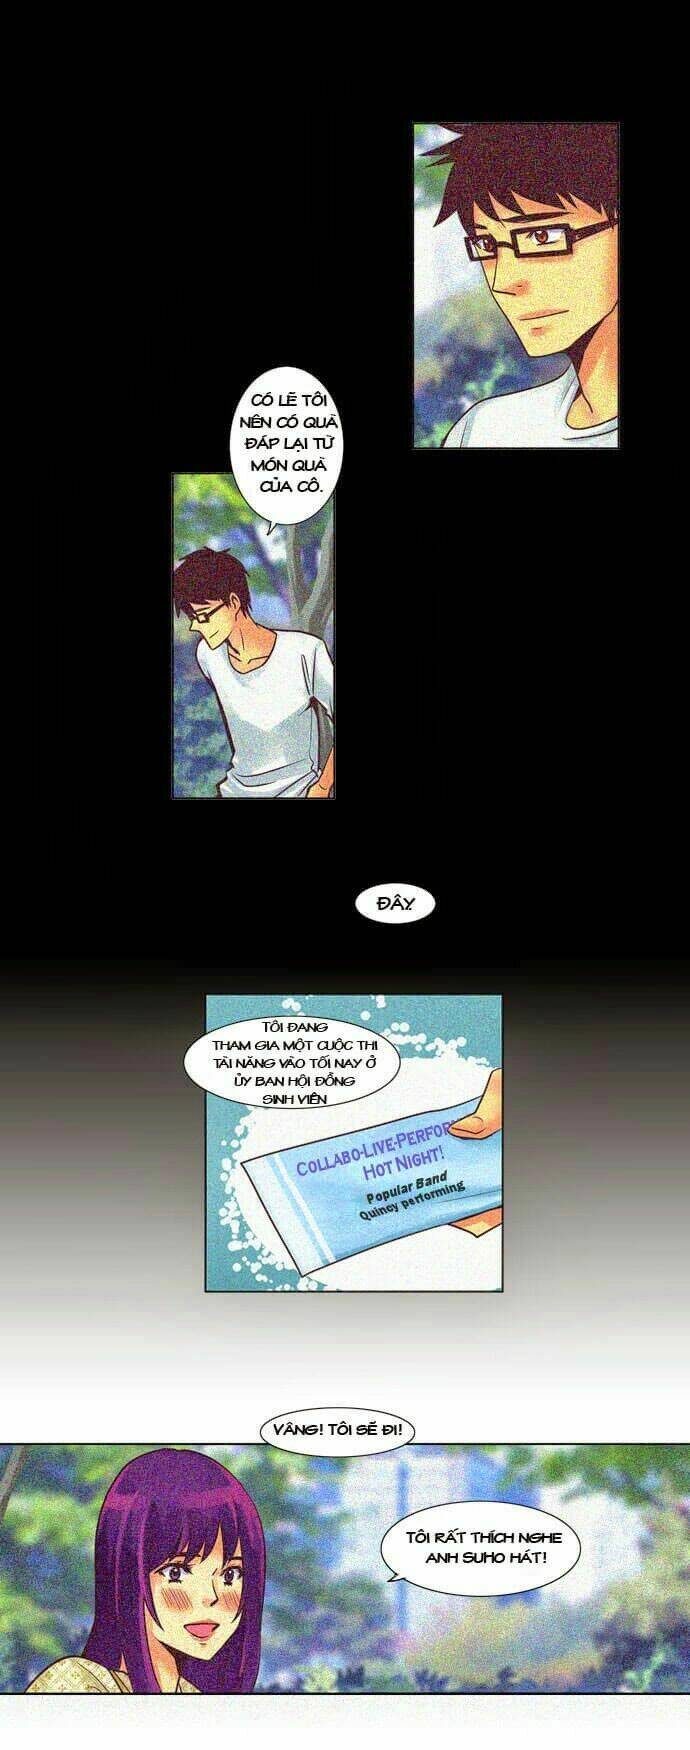 CÓ LẼ TÔI
NÊN CÓ QUÀ
ĐÁP LẠI TỪ
MÓN QUÀ
CỦA CÔ.
ĐÂY.
TÔI ĐANG
THAM GIA MỘT CUỘC THI
TÀI NĂNG VÀO TỐI NAY Ở
ỦY BAN HỘI ĐỒNG
SINH VIÊN
COLLABO-LIVE-PERFOR
HOT NIGHT!
Popular Band
Quincy performing
VÂNG! TÔI SẼ ĐI!
TÔI RẤT THÍCH NGHE
ANH SUHO HÁT!